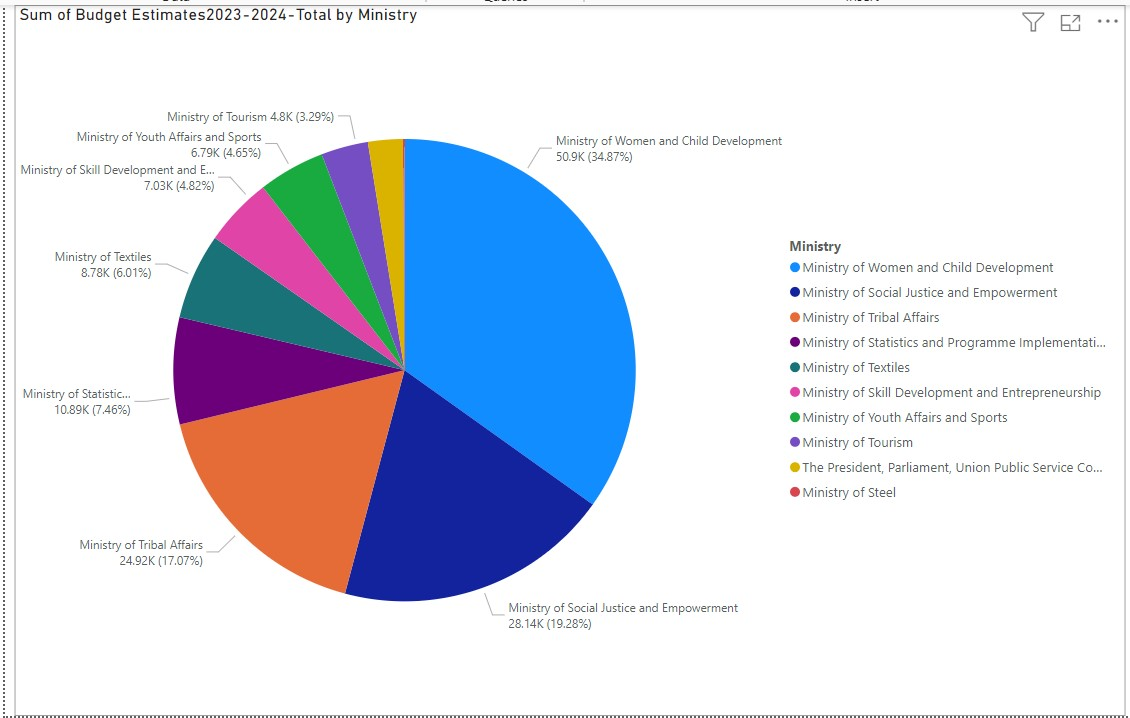 Sum of Budget Estimates2023-2024-Total by Ministry
Ministry of Tourism 4.8K (3.29%)
Ministry of Youth Affairs and Sports
6.79K (4.65%)
Ministry of Skill Development and E...
7.03K (4.82%)
Ministry of Textiles
8.78K (6.01%)
Ministry of Statistic...
10.89K (7.46%)
Ministry of Tribal Affairs
24.92K (17.07%)
Ministry of Women and Child Development
50.9K (34.87%)
Ministry of Social Justice and Empowerment
28.14K (19.28%)
Ministry
Ministry of Women and Child Development
Ministry of Social Justice and Empowerment
Ministry of Tribal Affairs
Ministry of Statistics and Programme Implementati...
Ministry of Textiles
Ministry of Skill Development and Entrepreneurship
Ministry of Youth Affairs and Sports
Ministry of Tourism
The President, Parliament, Union Public Service Co...
Ministry of Steel